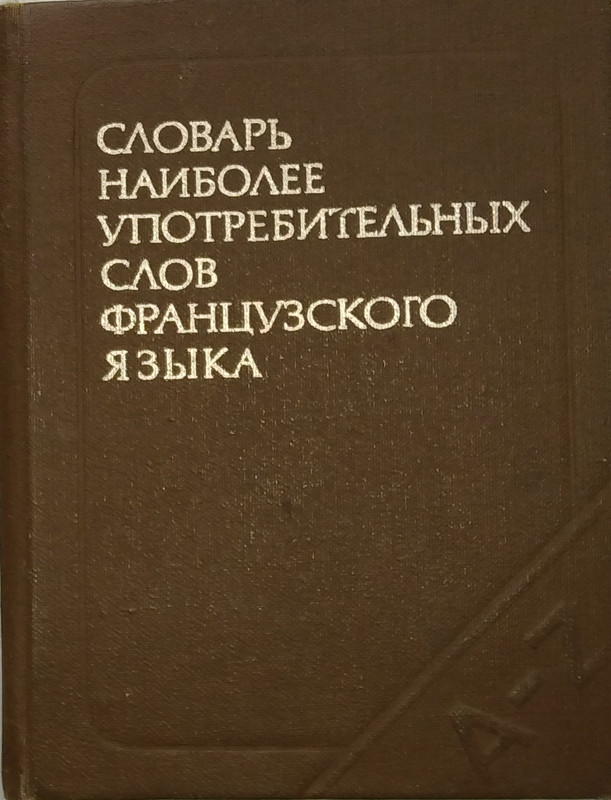 СЛОВАРЬ
НАИБОЛЕЕ
УПОТРЕБИТЕЛЬНЫХ
СЛОВ
ФРАНЦУЗСКОГО
ЯЗЫКА
A-Z